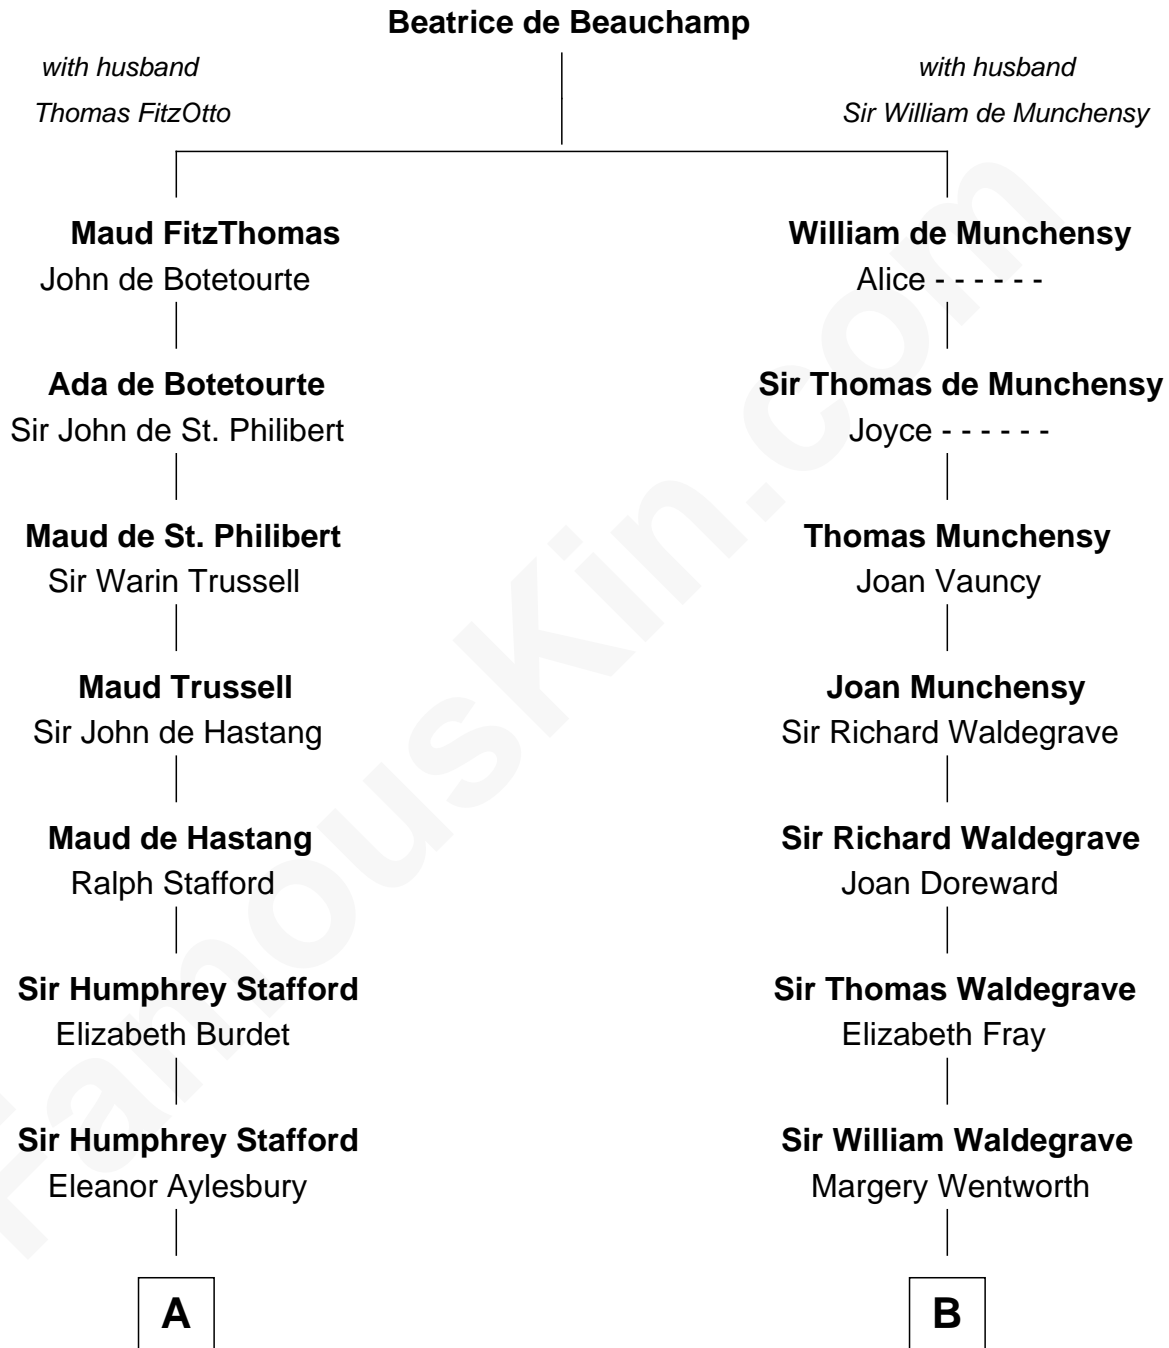 Beatrice de Beauchamp
with husband
Thomas FitzOtto
with husband
Sir William de Munchensy
Maud FitzThomas
John de Botetourte
William de Munchensy
Alice - - - - - -
Ada de Botetourte
Sir John de St. Philibert
Sir Thomas de Munchensy
Joyce - - - - - -
Maud de St. Philibert
Sir Warin Trussell
Thomas Munchensy
Joan Vauncy
Maud Trussell
Sir John de Hastang
Joan Munchensy
Sir Richard Waldegrave
Maud de Hastang
Ralph Stafford
Sir Richard Waldegrave
Joan Doreward
Sir Humphrey Stafford
Elizabeth Burdet
Sir Thomas Waldegrave
Elizabeth Fray
Sir Humphrey Stafford
Eleanor Aylesbury
Sir William Waldegrave
Margery Wentworth
A
B
FamousKin.com